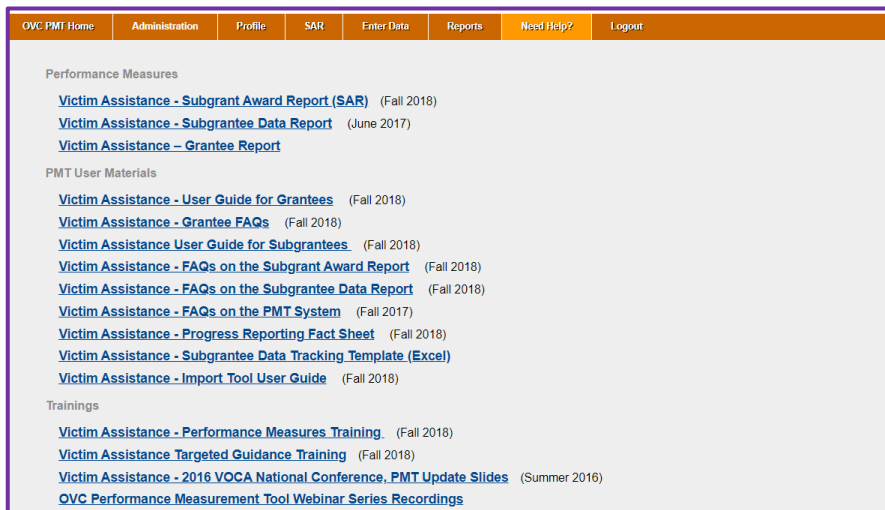 OVC PMT Home Administration Profile SAR Enter Data Reports Need Help? Logout
Performance Measures
Victim Assistance - Subgrant Award Report (SAR) (Fall 2018)
Victim Assistance - Subgrantee Data Report (June 2017)
Victim Assistance – Grantee Report
PMT User Materials
Victim Assistance - User Guide for Grantees (Fall 2018)
Victim Assistance - Grantee FAQs (Fall 2018)
Victim Assistance User Guide for Subgrantees (Fall 2018)
Victim Assistance - FAQs on the Subgrant Award Report (Fall 2018)
Victim Assistance - FAQs on the Subgrantee Data Report (Fall 2018)
Victim Assistance - FAQs on the PMT System (Fall 2017)
Victim Assistance - Progress Reporting Fact Sheet (Fall 2018)
Victim Assistance - Subgrantee Data Tracking Template (Excel)
Victim Assistance - Import Tool User Guide (Fall 2018)
Trainings
Victim Assistance - Performance Measures Training (Fall 2018)
Victim Assistance Targeted Guidance Training (Fall 2018)
Victim Assistance - 2016 VOCA National Conference, PMT Update Slides (Summer 2016)
OVC Performance Measurement Tool Webinar Series Recordings